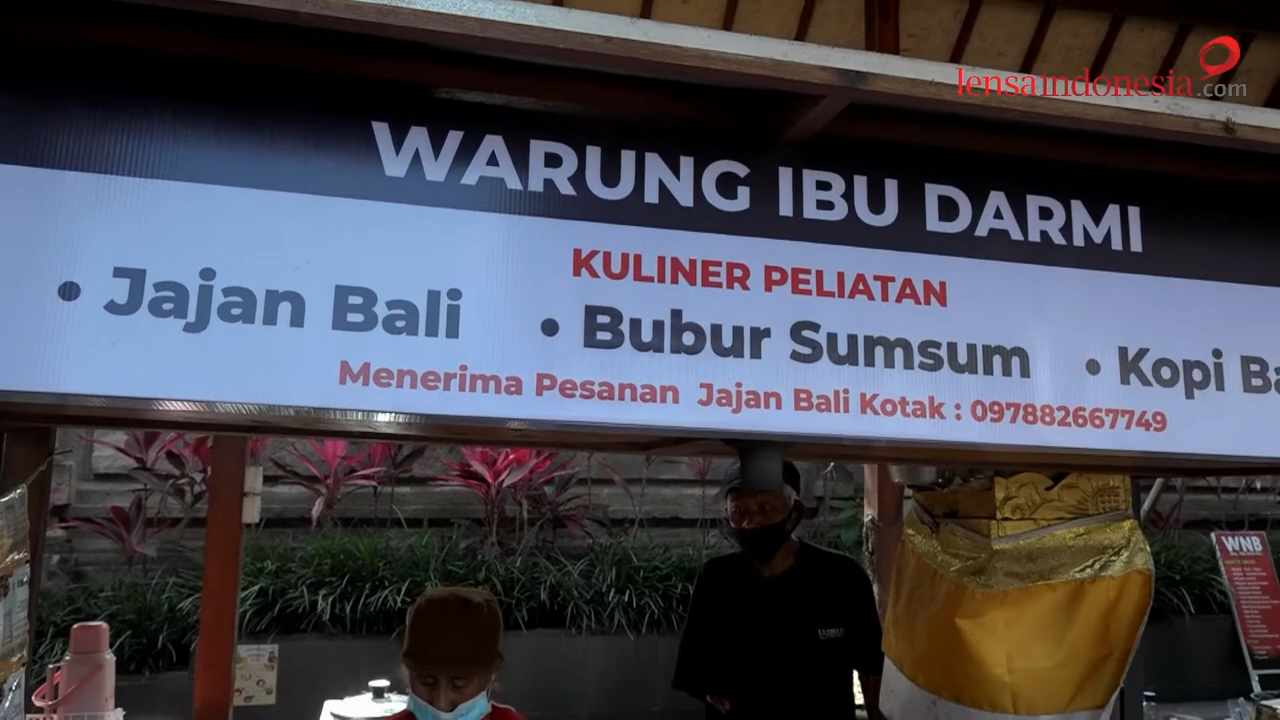 lensaindonesia.com
WARUNG IBU DARMI
KULINER PELIATAN
• Jajan Bali • Bubur Sumsum • Kopi Ba
Menerima Pesanan Jajan Bali Kotak : 097882667749
WNB